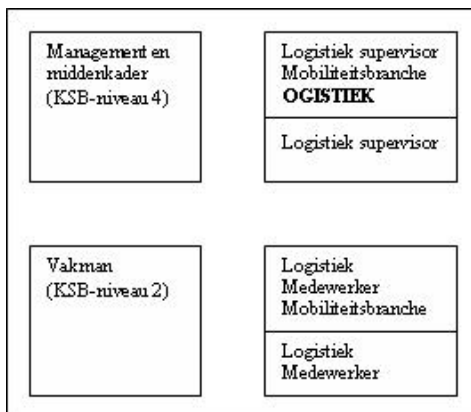 Management en
middenkader
(KSB-niveau 4)
Logistiek supervisor
Mobiliteitsbranche
OGISTIEK
Logistiek supervisor
Vakman
(KSB-niveau 2)
Logistiek
Medewerker
Mobiliteitsbranche
Logistiek
Medewerker